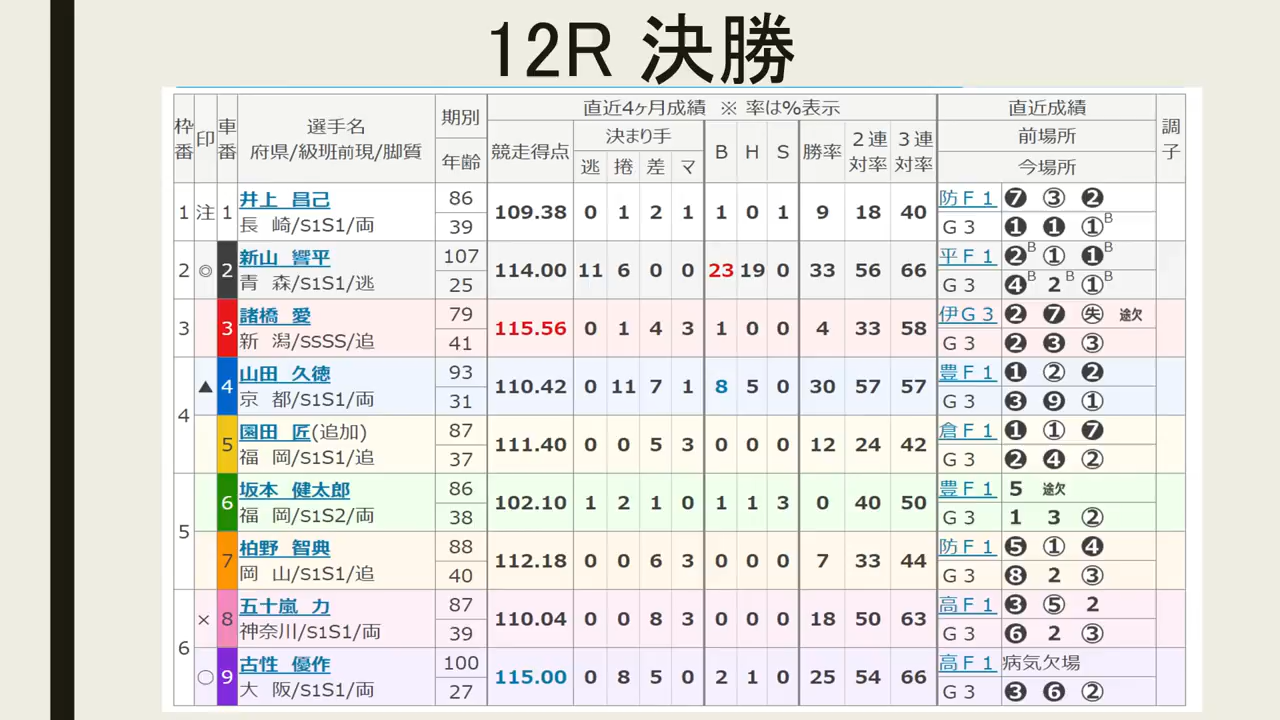 12R 決勝
枠番 印 車番 選手名 府県/級班前現/脚質 期別 年齢 直近4ヶ月成績 ※ 率は%表示 直近成績 調子
競走得点 決まり手 B H S 勝率 2連対率 3連対率 前場所
逃 捲 差 マ 今場所
1 注 1 井上 昌己 86 109.38 0 1 2 1 1 0 1 9 18 40 防F1 ❼ ③ ❷
長 崎/S1S1/両 39 G3 ❶ ❶ ①B
2 ◎ 2 新山 響平 107 114.00 11 6 0 0 23 19 0 33 56 66 平F1 ❷B ① ❶B
青 森/S1S1/逃 25 G3 ❹B 2B ①B
3 3 諸橋 愛 79 115.56 0 1 4 3 1 0 0 4 33 58 伊G3 ❷ ❼ 失 途欠
新 潟/SSSS/追 41 G3 ❷ ❸ ③
4 ▲ 4 山田 久徳 93 110.42 0 11 7 1 8 5 0 30 57 57 豊F1 ❶ ② ❷
京 都/S1S1/両 31 G3 ❸ ❾ ①
5 園田 匠(追加) 87 111.40 0 0 5 3 0 0 0 12 24 42 倉F1 ❶ ① ❼
福 岡/S1S1/追 37 G3 ❷ ❹ ②
5 6 坂本 健太郎 86 102.10 1 2 1 0 1 1 3 0 40 50 豊F1 5 途欠
福 岡/S1S2/両 38 G3 1 3 ②
7 柏野 智典 88 112.18 0 0 6 3 0 0 0 7 33 44 防F1 ❺ ① ❹
岡 山/S1S1/追 40 G3 ❽ 2 ③
6 × 8 五十嵐 力 87 110.04 0 0 8 3 0 0 0 18 50 63 高F1 ❸ ⑤ 2
神奈川/S1S1/両 39 G3 ❻ 2 ③
○ 9 古性 優作 100 115.00 0 8 5 0 2 1 0 25 54 66 高F1 病気欠場
大 阪/S1S1/両 27 G3 ❸ ❻ ②